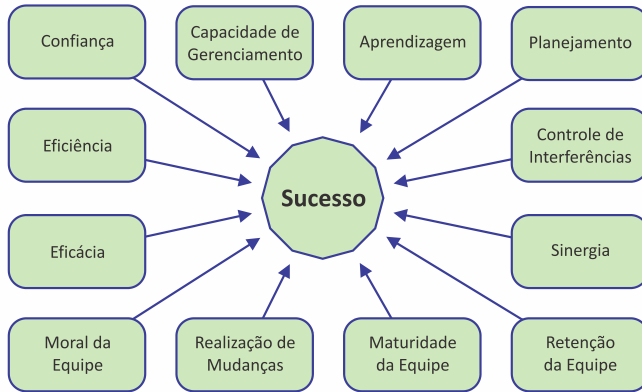 Confiança
Capacidade de
Gerenciamento
Aprendizagem
Planejamento
Eficiência
Controle de
Interferências
Sucesso
Eficácia
Sinergia
Moral da
Equipe
Realização de
Mudanças
Maturidade
da Equipe
Retenção
da Equipe